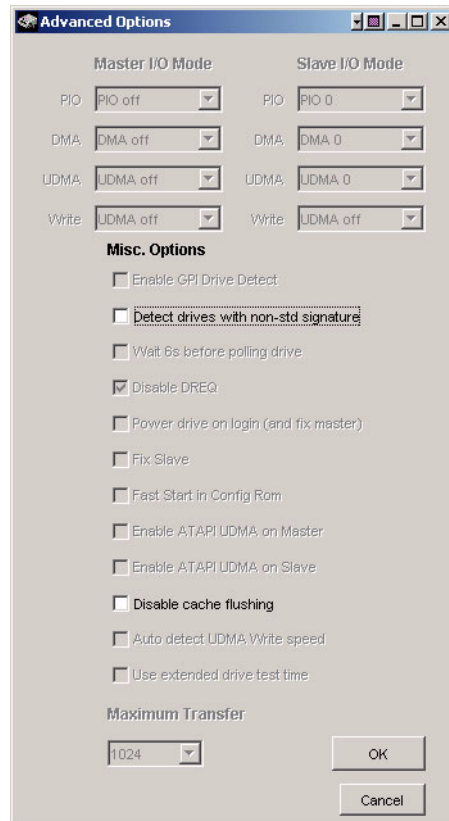 Advanced Options
Master I/O Mode Slave I/O Mode
PIO PIO off PIO PIO 0
DMA DMA off DMA DMA 0
UDMA UDMA off UDMA UDMA 0
Write UDMA off Write UDMA off
Misc. Options
Enable GPI Drive Detect
Detect drives with non-std signature
Wait 6s before polling drive
Disable DREQ
Power drive on login (and fix master)
Fix Slave
Fast Start in Config Rom
Enable ATAPI UDMA on Master
Enable ATAPI UDMA on Slave
Disable cache flushing
Auto detect UDMA Write speed
Use extended drive test time
Maximum Transfer
1024 OK
Cancel